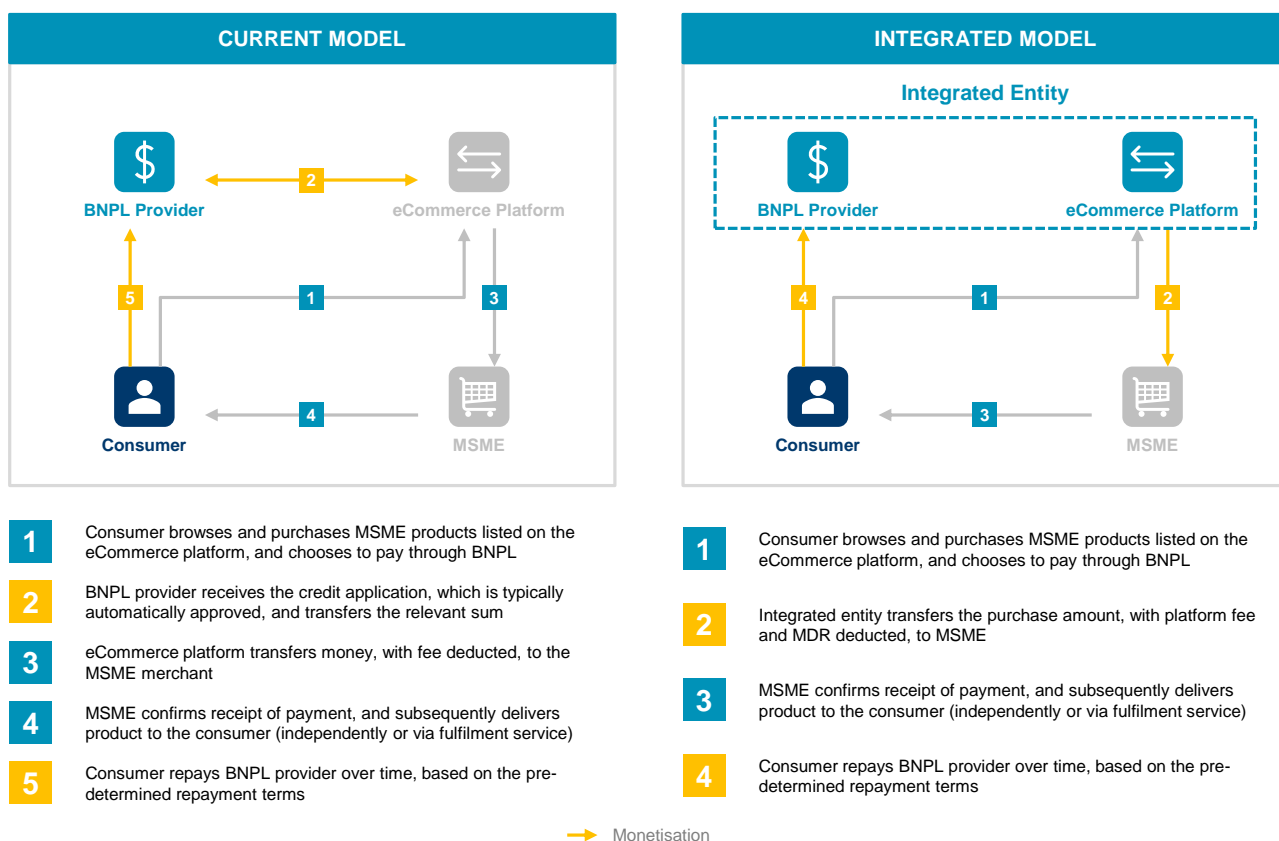 CURRENT MODEL
$
BNPL Provider
2
eCommerce Platform
5
1
3
Consumer
4
MSME
1
Consumer browses and purchases MSME products listed on the
eCommerce platform, and chooses to pay through BNPL
2
BNPL provider receives the credit application, which is typically
automatically approved, and transfers the relevant sum
3
eCommerce platform transfers money, with fee deducted, to the
MSME merchant
4
MSME confirms receipt of payment, and subsequently delivers
product to the consumer (independently or via fulfilment service)
5
Consumer repays BNPL provider over time, based on the pre-
determined repayment terms
INTEGRATED MODEL
Integrated Entity
$
BNPL Provider
eCommerce Platform
4
1
2
Consumer
3
MSME
1
Consumer browses and purchases MSME products listed on the
eCommerce platform, and chooses to pay through BNPL
2
Integrated entity transfers the purchase amount, with platform fee
and MDR deducted, to MSME
3
MSME confirms receipt of payment, and subsequently delivers
product to the consumer (independently or via fulfilment service)
4
Consumer repays BNPL provider over time, based on the pre-
determined repayment terms
Monetisation